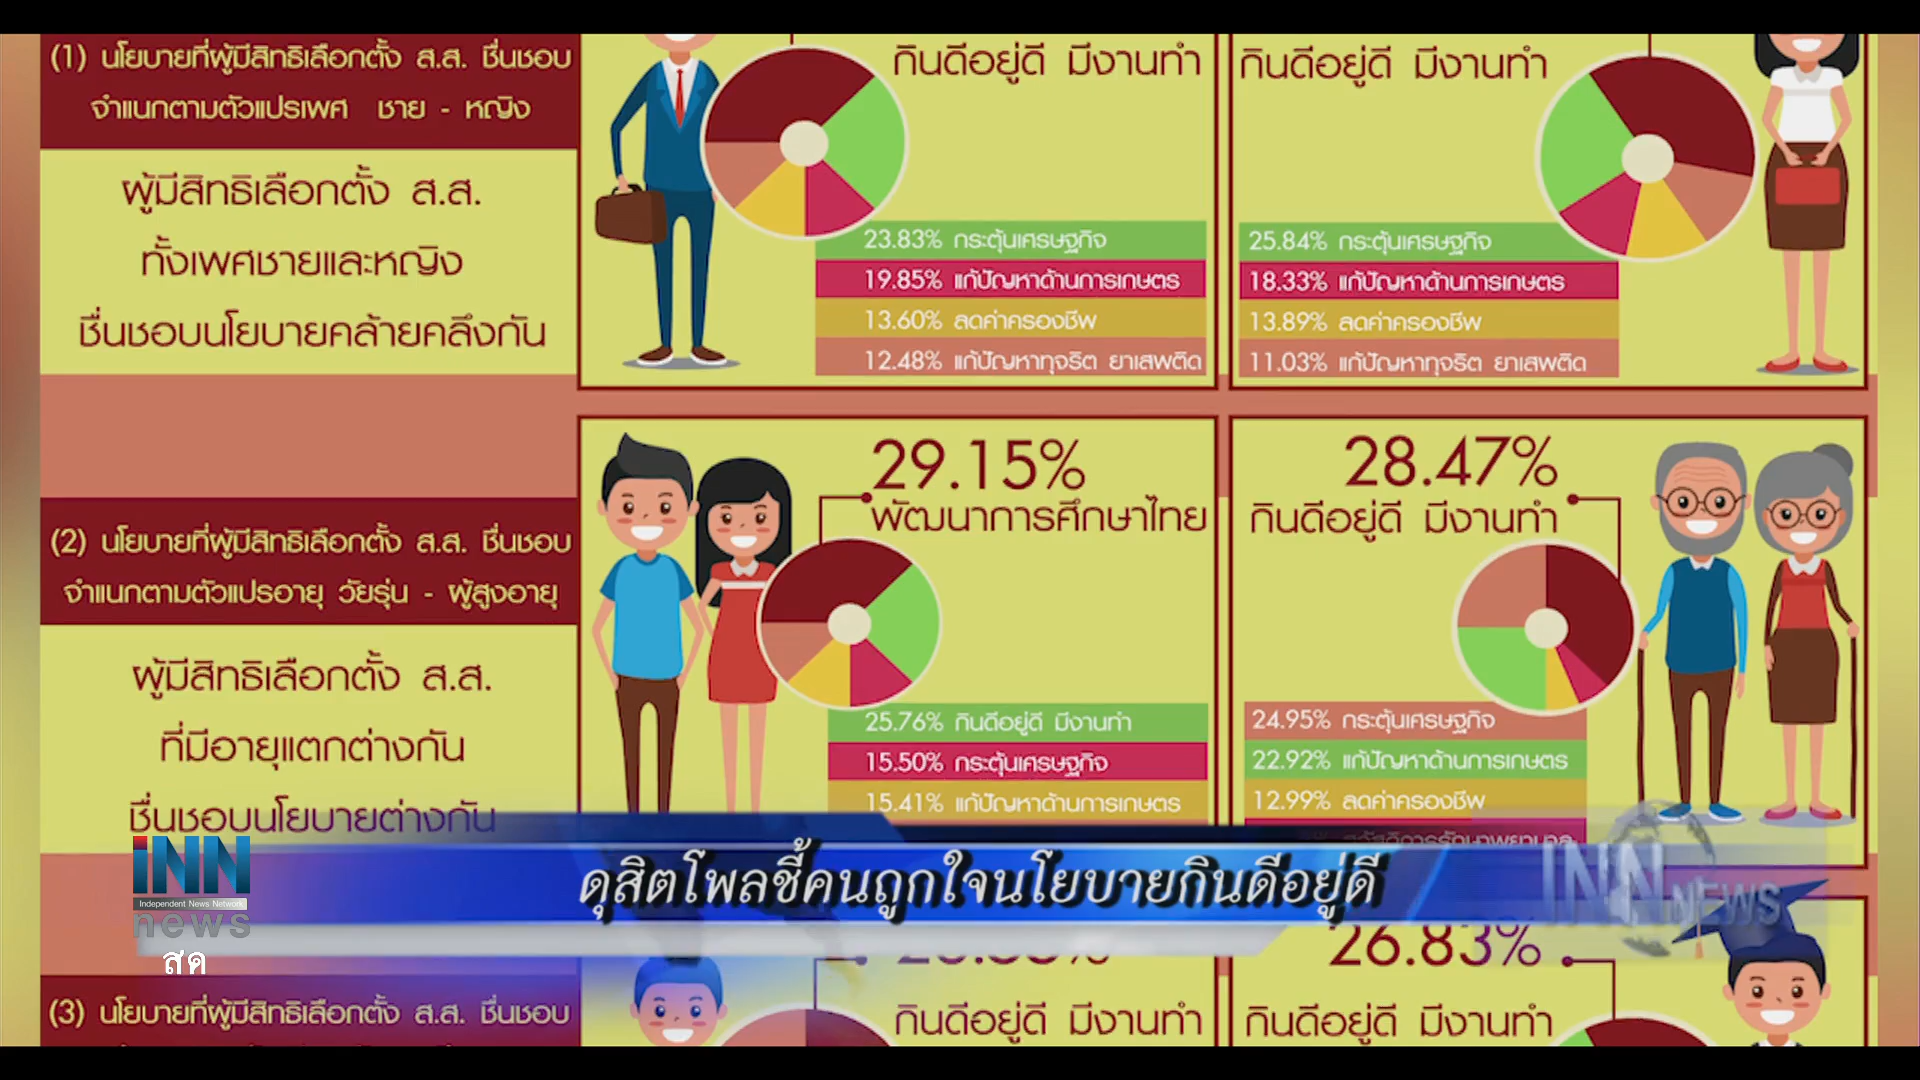 (1) นโยบายที่ผู้มีสิทธิเลือกตั้ง ส.ส. ชื่นชอบ
จำแนกตามตัวแปรเพศ ชาย - หญิง
ผู้มีสิทธิเลือกตั้ง ส.ส.
ทั้งเพศชายและหญิง
ชื่นชอบนโยบายคล้ายคลึงกัน
กินดีอยู่ดี มีงานทำ
23.83% กระตุ้นเศรษฐกิจ
19.85% แก้ปัญหาด้านการเกษตร
13.60% ลดค่าครองชีพ
12.48% แก้ปัญหาทุจริต ยาเสพติด
กินดีอยู่ดี มีงานทำ
25.84% กระตุ้นเศรษฐกิจ
18.33% แก้ปัญหาด้านการเกษตร
13.89% ลดค่าครองชีพ
11.03% แก้ปัญหาทุจริต ยาเสพติด
(2) นโยบายที่ผู้มีสิทธิเลือกตั้ง ส.ส. ชื่นชอบ
จำแนกตามตัวแปรอายุ วัยรุ่น - ผู้สูงอายุ
ผู้มีสิทธิเลือกตั้ง ส.ส.
ที่มีอายุแตกต่างกัน
ชื่นชอบนโยบายต่างกัน
29.15%
พัฒนาการศึกษาไทย
25.76% กินดีอยู่ดี มีงานทำ
15.50% กระตุ้นเศรษฐกิจ
15.41% แก้ปัญหาด้านการเกษตร
28.47%
กินดีอยู่ดี มีงานทำ
24.95% กระตุ้นเศรษฐกิจ
22.92% แก้ปัญหาด้านการเกษตร
12.99% ลดค่าครองชีพ
สวัสดิการรักษาพยาบาล
iNN
Independent News Network
news
สด
ดุสิตโพลชี้คนถูกใจนโยบายกินดีอยู่ดี
INN NEWS
26.83%
(3) นโยบายที่ผู้มีสิทธิเลือกตั้ง ส.ส. ชื่นชอบ
กินดีอยู่ดี มีงานทำ
กินดีอยู่ดี มีงานทำ